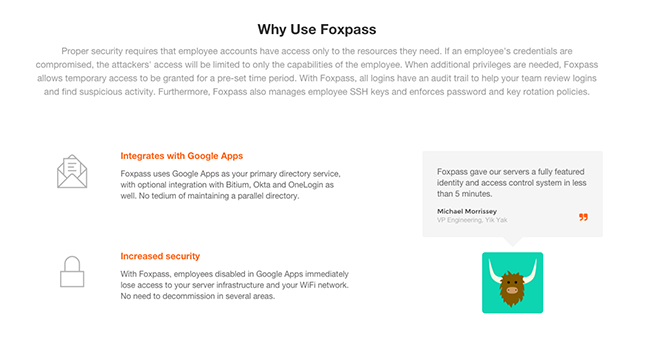 Why Use Foxpass
Proper security requires that employee accounts have access only to the resources they need. If an employee's credentials are
compromised, the attackers' access will be limited to only the capabilities of the employee. When additional privileges are needed, Foxpass
allows temporary access to be granted for a pre-set time period. With Foxpass, all logins have an audit trail to help your team review logins
and find suspicious activity. Furthermore, Foxpass also manages employee SSH keys and enforces password and key rotation policies.
Integrates with Google Apps
Foxpass uses Google Apps as your primary directory service,
with optional integration with Bitium, Okta and OneLogin as
well. No tedium of maintaining a parallel directory.
Foxpass gave our servers a fully featured
identity and access control system in less
than 5 minutes.
Michael Morrissey
VP Engineering, Yik Yak
Increased security
With Foxpass, employees disabled in Google Apps immediately
lose access to your server infrastructure and your WiFi network.
No need to decommission in several areas.